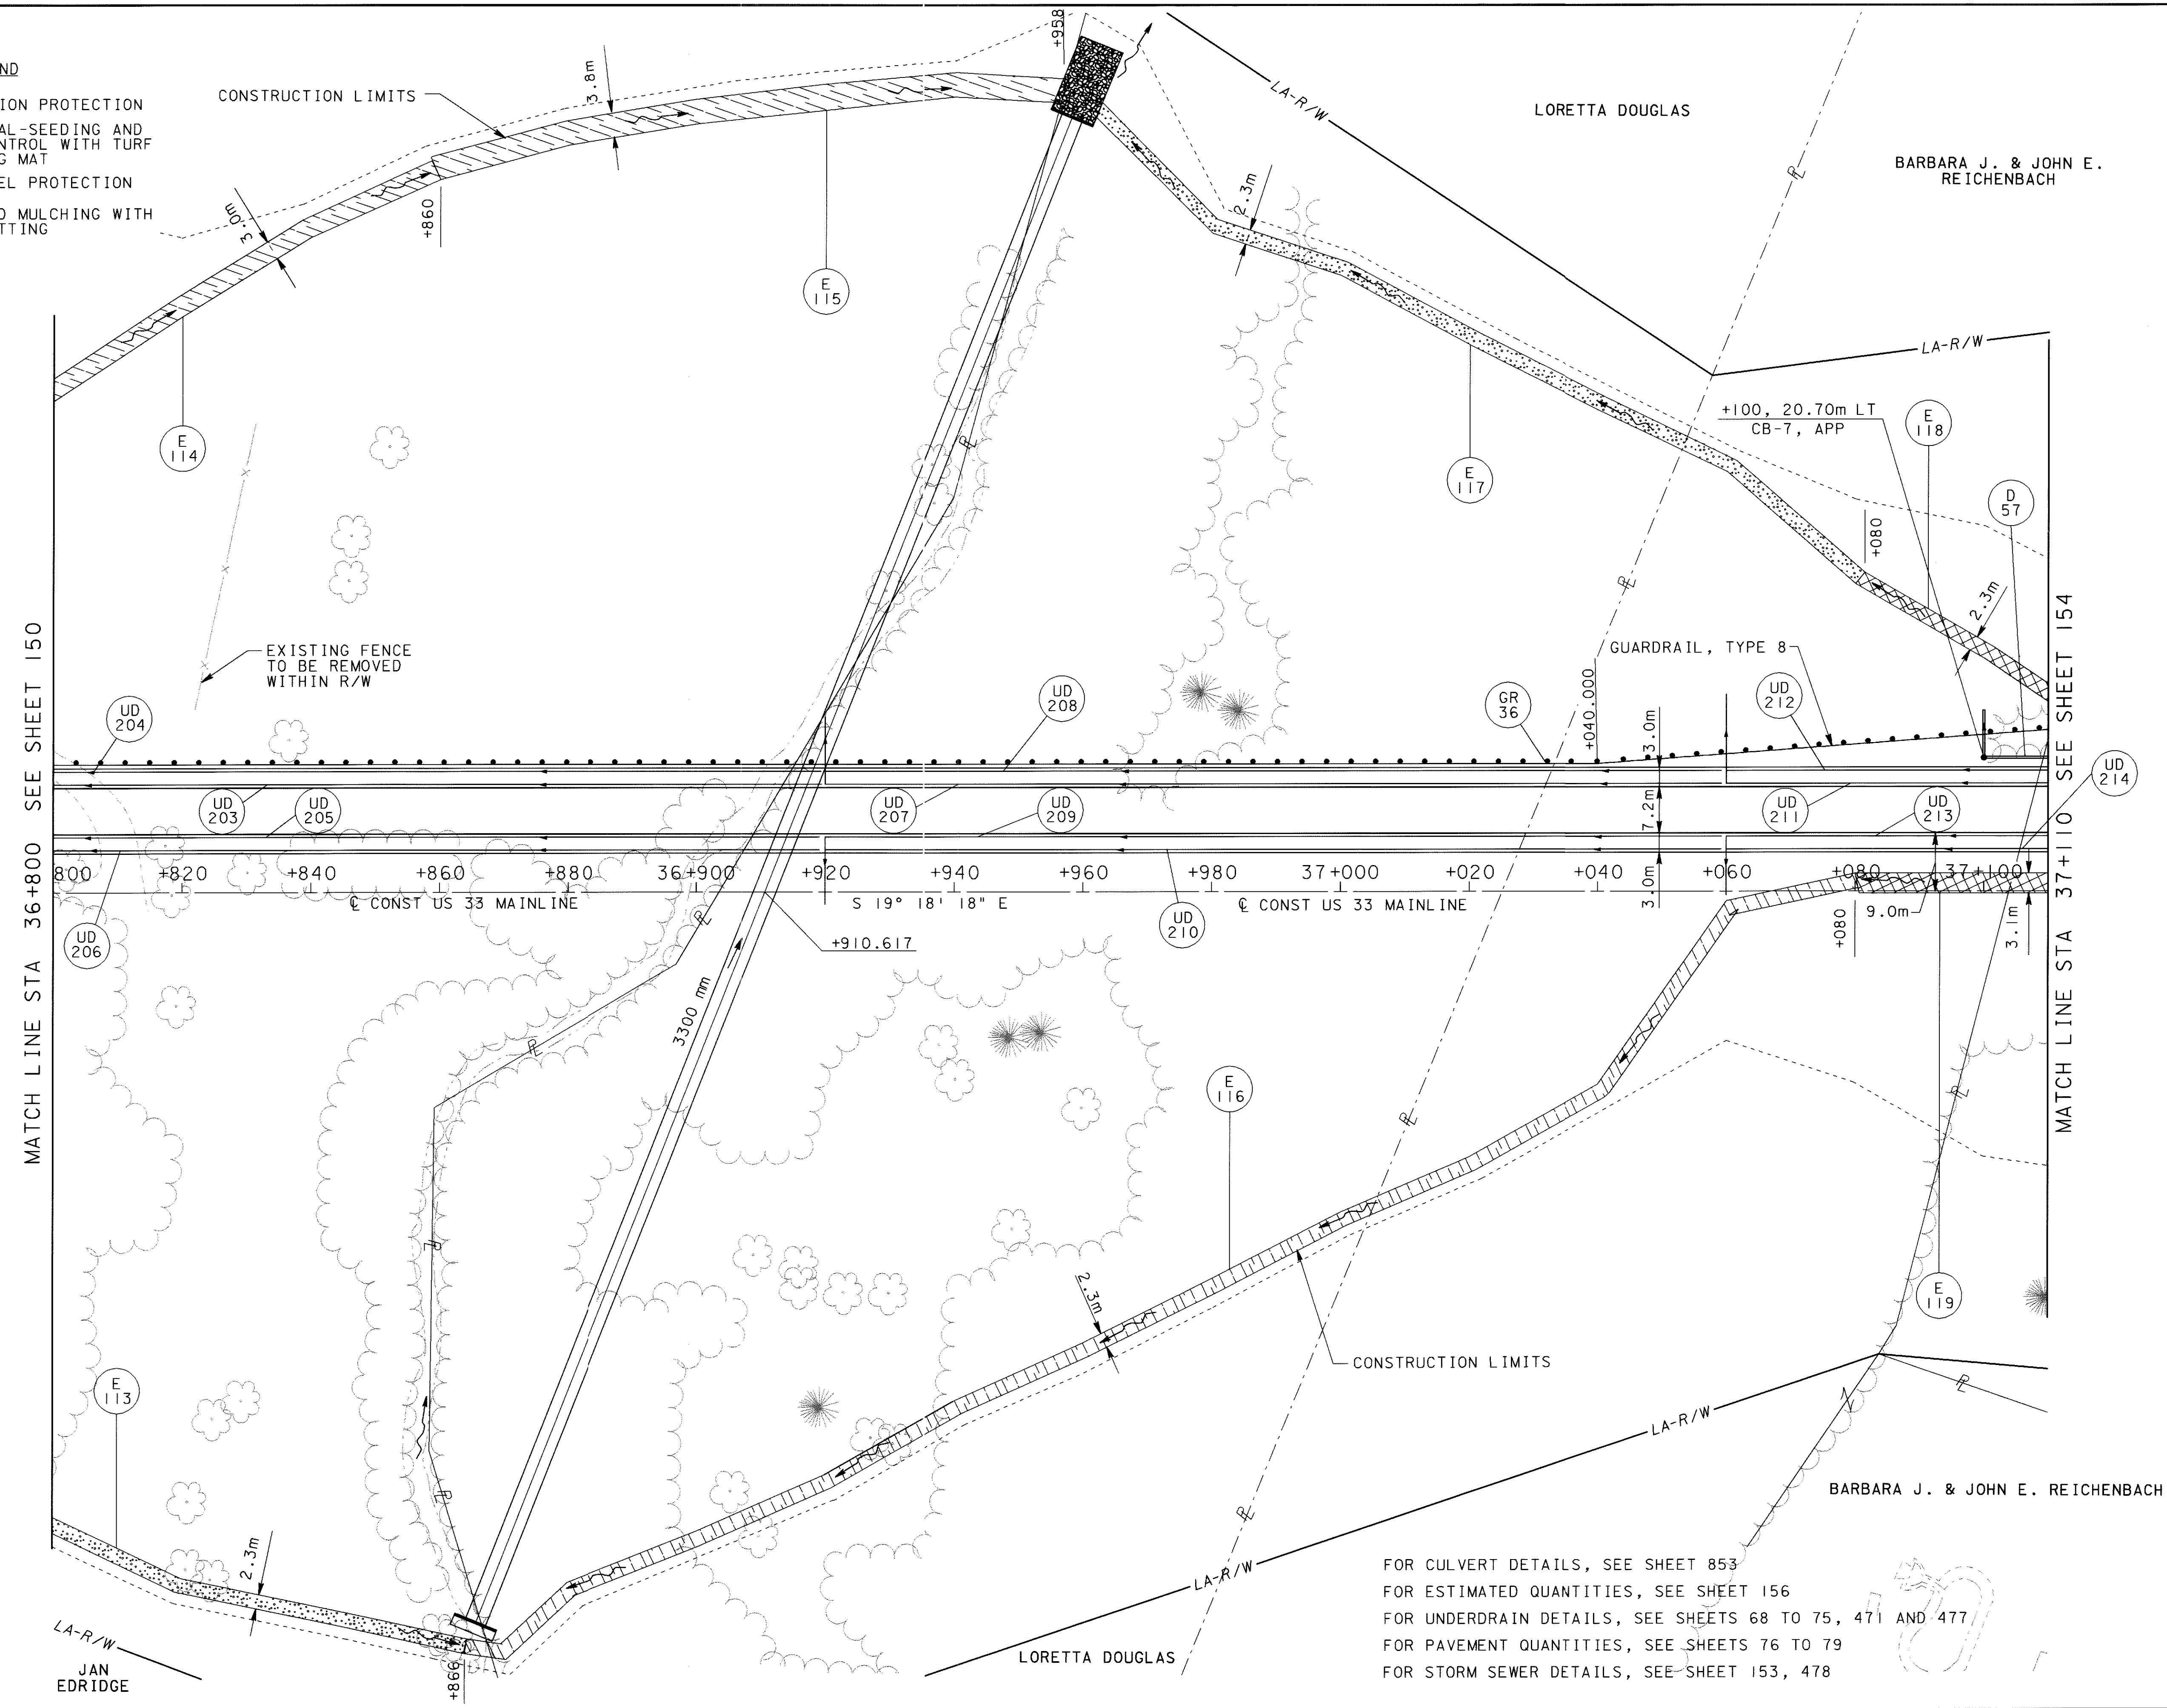 ND
ION PROTECTION
AL-SEEDING AND
NTROL WITH TURF
G MAT
EL PROTECTION
D MULCHING WITH
TTING
CONSTRUCTION LIMITS
3.8m
+958
LA-R/W
LORETTA DOUGLAS
BARBARA J. & JOHN E.
REICHENBACH
3.0m
+860
2.3m
E
115
LA-R/W
E
114
E
117
+100, 20.70m LT
CB-7, APP
E
118
D
57
+080
2.3m
EXISTING FENCE
TO BE REMOVED
WITHIN R/W
GUARDRAIL, TYPE 8
UD
204
UD
208
GR
36
+040.000
3.0m
UD
212
UD
214
UD
203
UD
205
UD
207
UD
209
7.2m
UD
211
UD
213
800
+820
+840
+860
+880
36+900
+920
+940
+960
+980
37+000
+020
+040
+060
+080
37+100
℄ CONST US 33 MAINLINE
S 19° 18' 18" E
℄ CONST US 33 MAINLINE
3.0m
+080
9.0m
3.1m
UD
206
UD
210
+910.617
3300 mm
MATCH LINE STA 36+800 SEE SHEET 150
MATCH LINE STA 37+110 SEE SHEET 154
E
116
2.3m
E
119
CONSTRUCTION LIMITS
E
113
LA-R/W
BARBARA J. & JOHN E. REICHENBACH
2.3m
LA-R/W
+866
LA-R/W
JAN
EDRIDGE
LORETTA DOUGLAS
FOR CULVERT DETAILS, SEE SHEET 853
FOR ESTIMATED QUANTITIES, SEE SHEET 156
FOR UNDERDRAIN DETAILS, SEE SHEETS 68 TO 75, 471 AND 477
FOR PAVEMENT QUANTITIES, SEE SHEETS 76 TO 79
FOR STORM SEWER DETAILS, SEE SHEET 153, 478